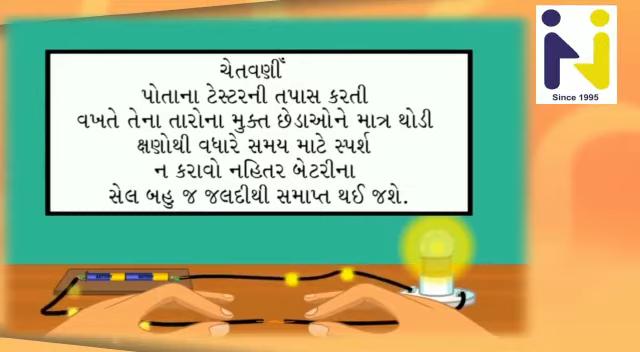 ચેતવણીઁ
પોતાના ટેસ્ટરની તપાસ કરતી
વખતે તેના તારોના મુક્ત છેડાઓને માત્ર થોડી
ક્ષણોથી વધારે સમય માટે સ્પર્શ
ન કરાવો નહિતર બેટરીના
સેલ બહુ જ જલદીથી સમાપ્ત થઈ જશે.
Since 1995